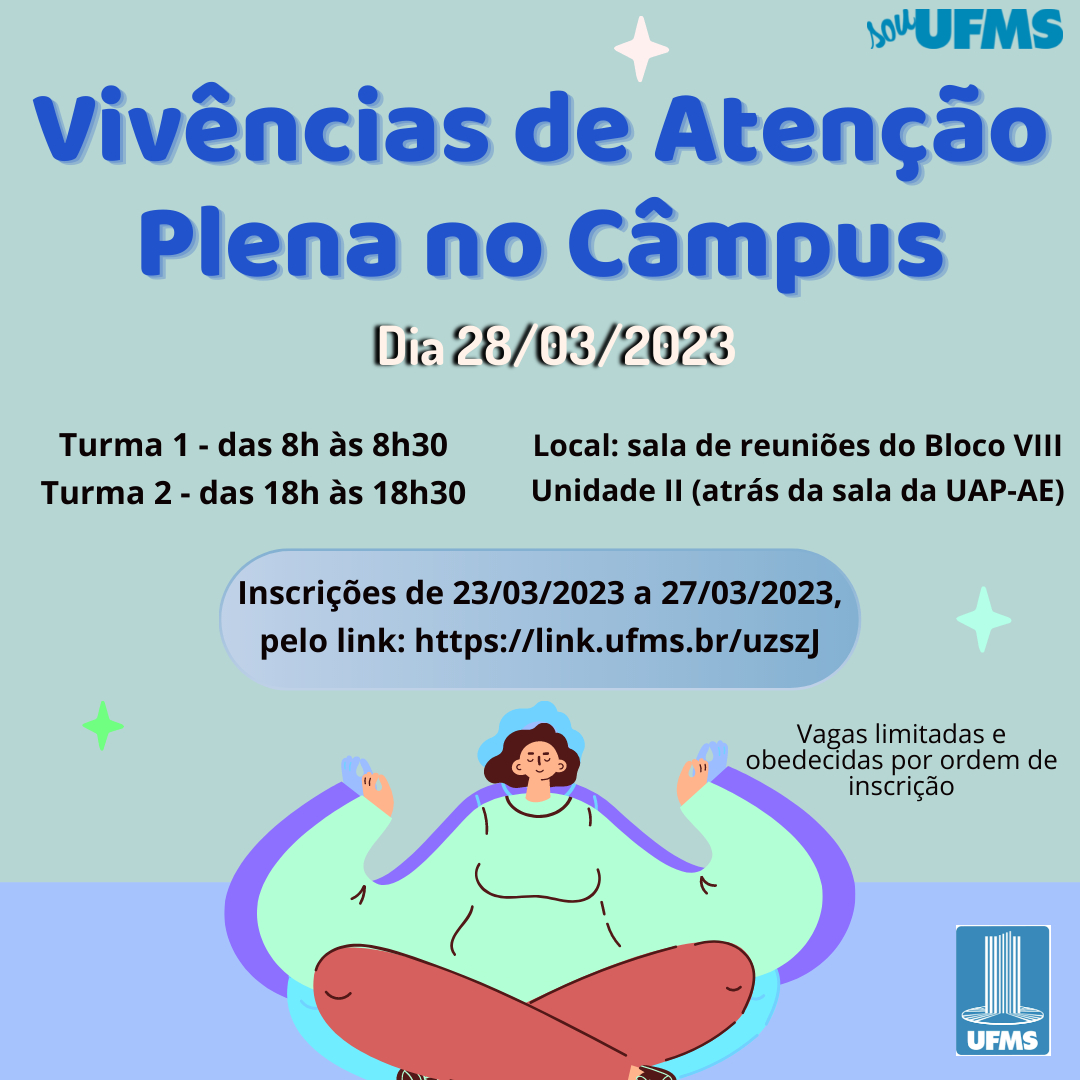 sou UFMS
Vivências de Atenção
Plena no Câmpus
Dia 28/03/2023
Turma 1 - das 8h às 8h30
Turma 2 - das 18h às 18h30
Local: sala de reuniões do Bloco VIII
Unidade II (atrás da sala da UAP-AE)
Inscrições de 23/03/2023 a 27/03/2023,
pelo link: https://link.ufms.br/uzszJ
Vagas limitadas e
obedecidas por ordem de
inscrição
UFMS